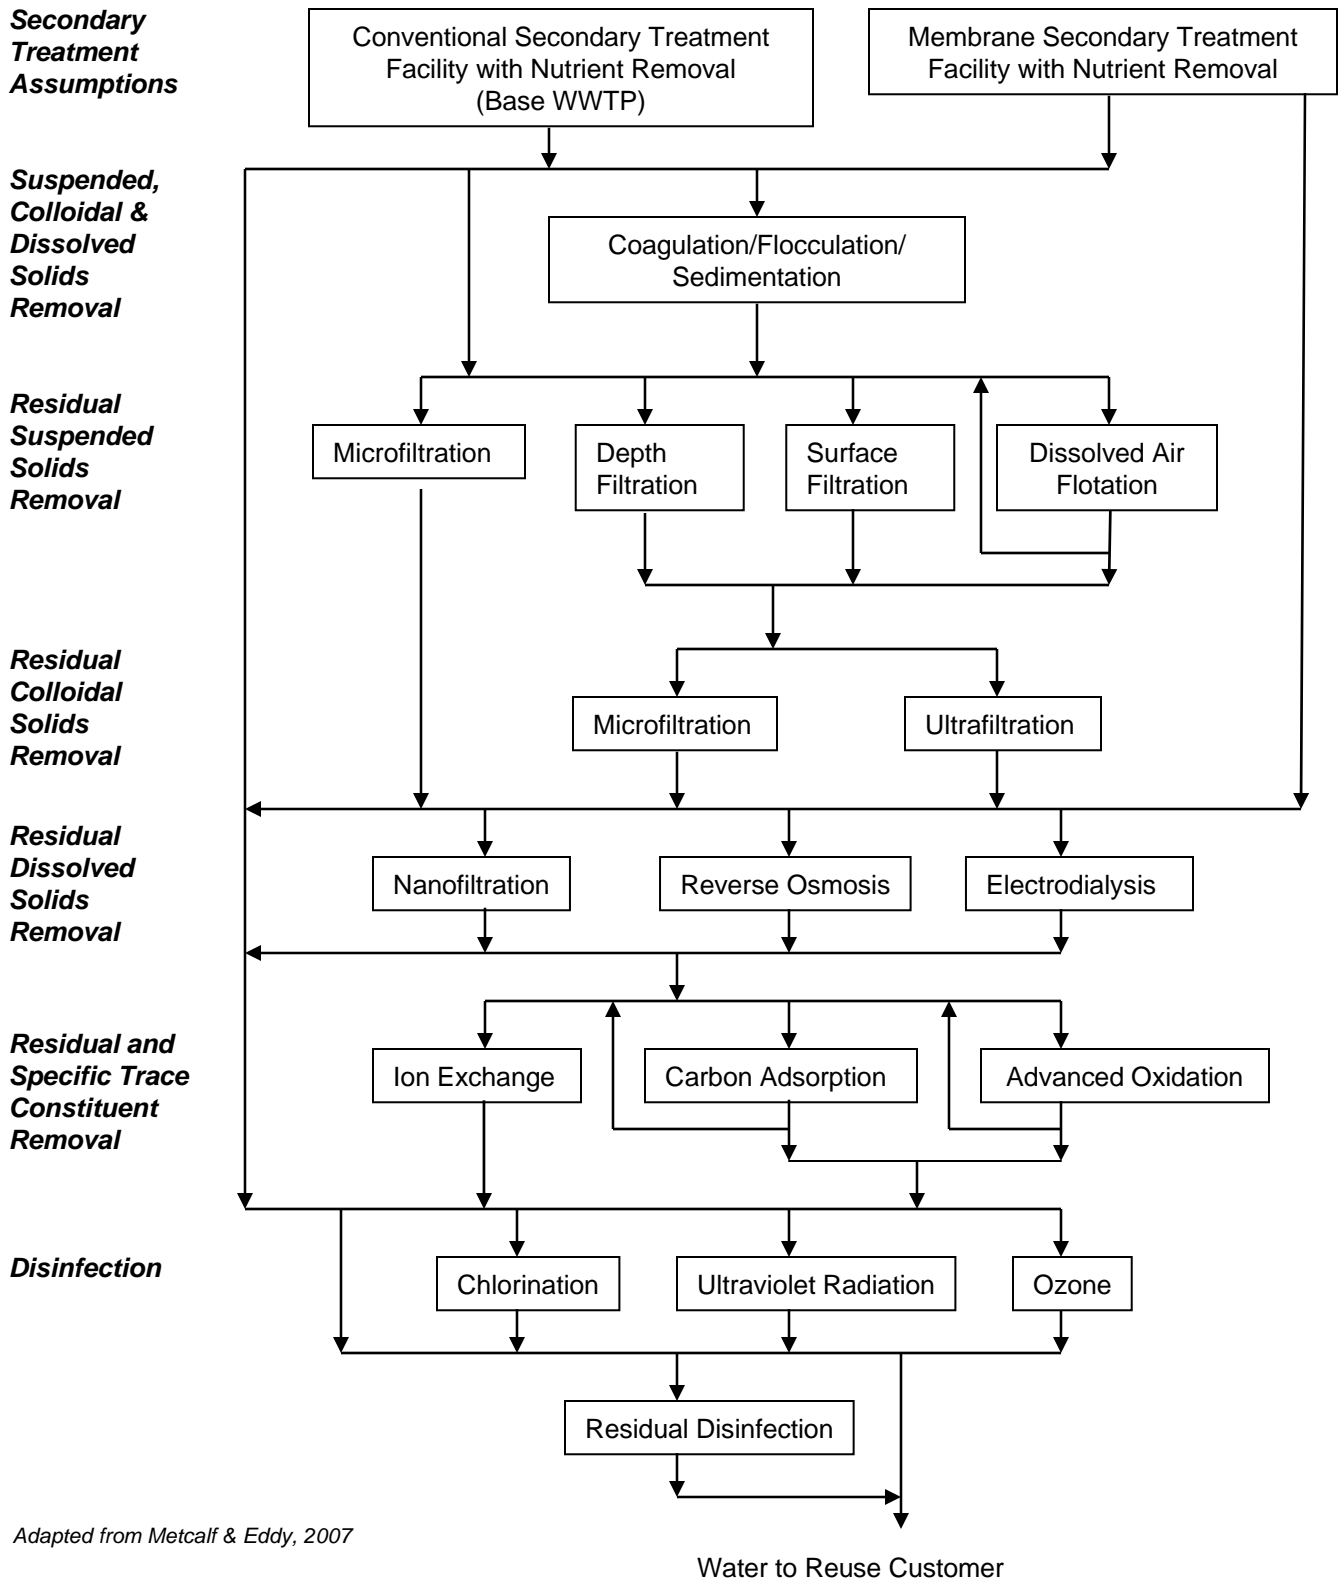 Secondary
Treatment
Assumptions
Conventional Secondary Treatment
Facility with Nutrient Removal
(Base WWTP)
Membrane Secondary Treatment
Facility with Nutrient Removal
Suspended,
Colloidal &
Dissolved
Solids
Removal
Coagulation/Flocculation/
Sedimentation
Residual
Suspended
Solids
Removal
Microfiltration
Depth
Filtration
Surface
Filtration
Dissolved Air
Flotation
Residual
Colloidal
Solids
Removal
Microfiltration
Ultrafiltration
Residual
Dissolved
Solids
Removal
Nanofiltration
Reverse Osmosis
Electrodialysis
Residual and
Specific Trace
Constituent
Removal
Ion Exchange
Carbon Adsorption
Advanced Oxidation
Disinfection
Chlorination
Ultraviolet Radiation
Ozone
Residual Disinfection
Adapted from Metcalf & Eddy, 2007
Water to Reuse Customer